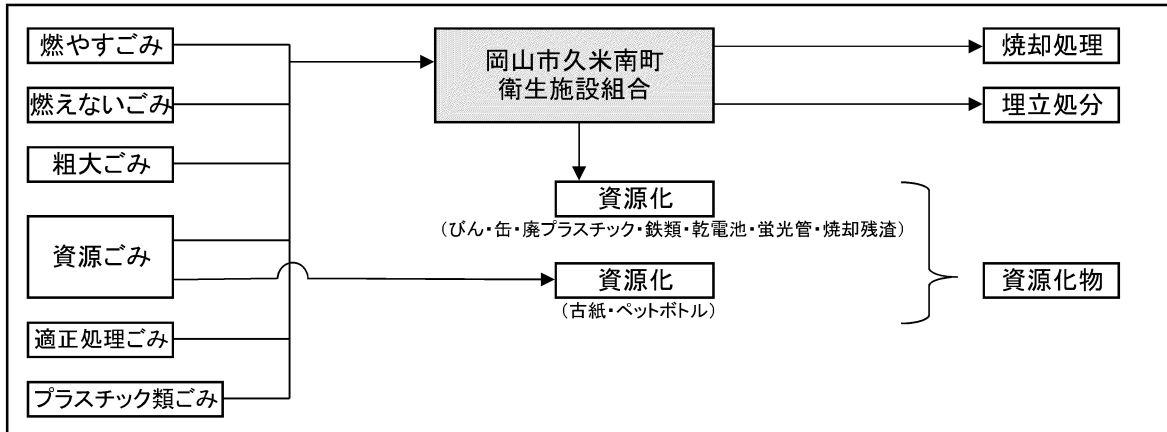 燃やすごみ
燃えないごみ
粗大ごみ
資源ごみ
適正処理ごみ
プラスチック類ごみ
岡山市久米南町
衛生施設組合
資源化
(びん・缶・廃プラスチック・鉄類・乾電池・蛍光管・焼却残渣)
資源化
(古紙・ペットボトル)
焼却処理
埋立処分
資源化物